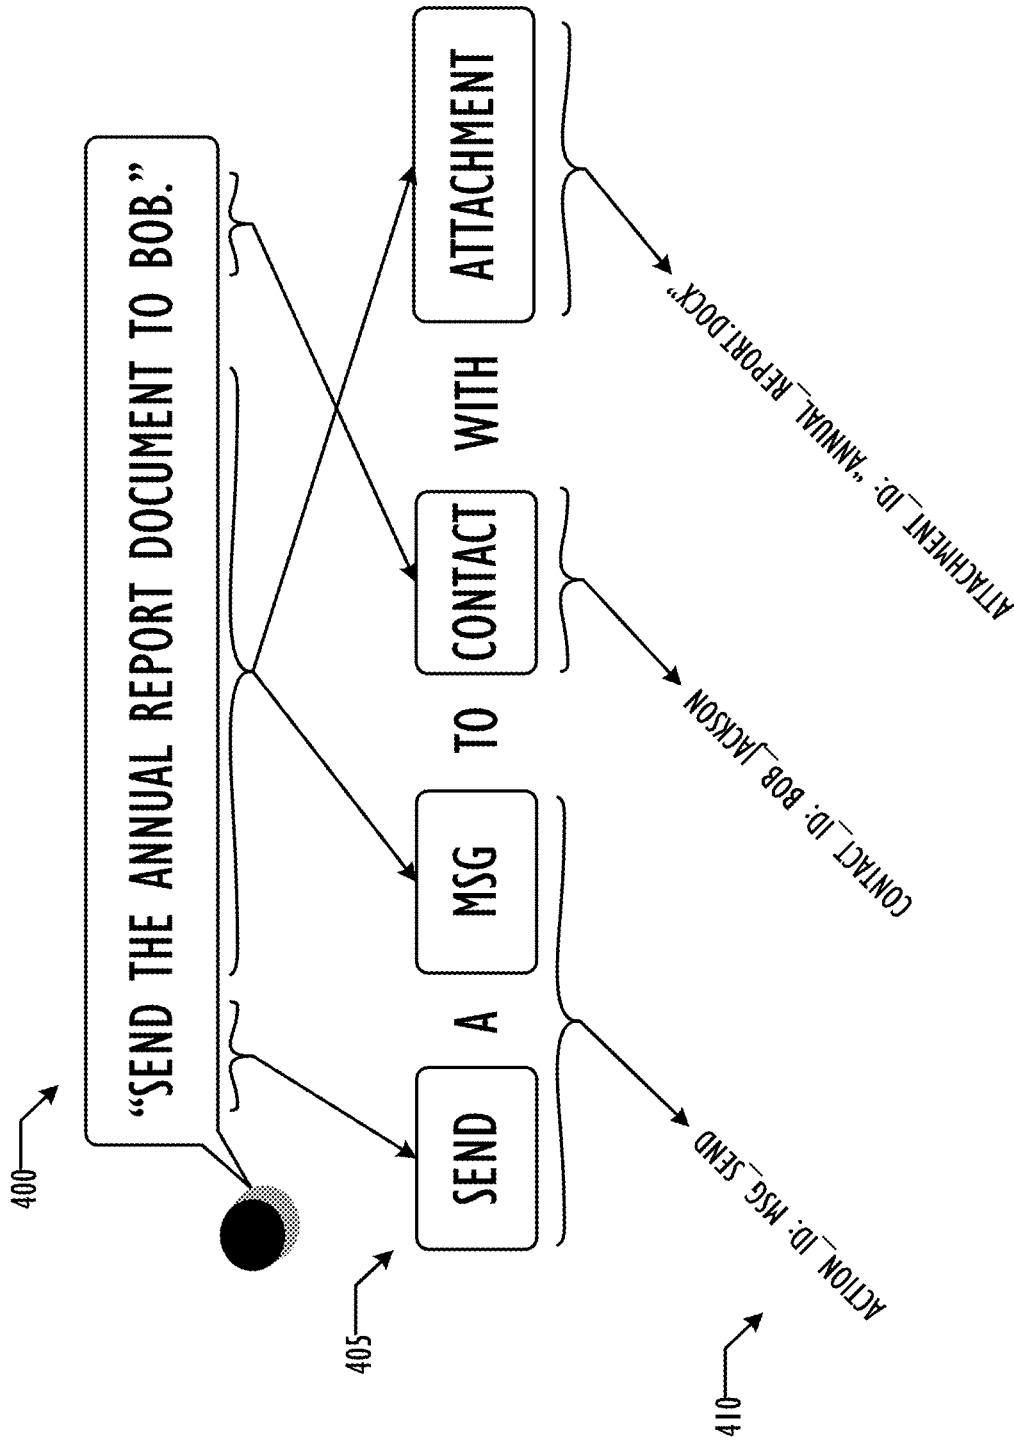 400
“SEND THE ANNUAL REPORT DOCUMENT TO BOB.”
405
SEND A MSG TO CONTACT WITH ATTACHMENT
410
ACTION_ID: MSG_SEND
CONTACT_ID: BOB_JACKSON
ATTACHMENT_ID: “ANNUAL_REPORT.DOCX”